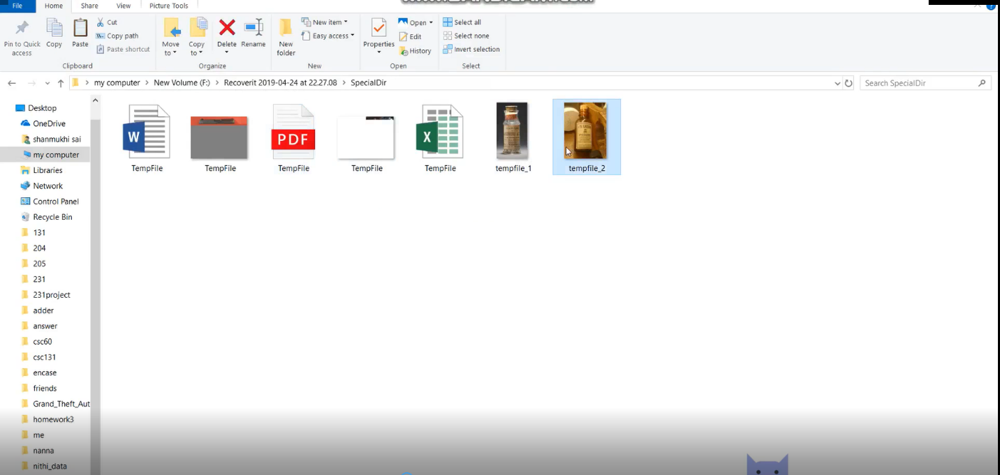 File Home Share View Picture Tools
Pin to Quick access
Copy
Paste
Cut
Copy path
Paste shortcut
Clipboard
Move to
Copy to
Delete
Rename
Organize
New folder
New item
Easy access
New
Properties
Open
Edit
History
Open
Select all
Select none
Invert selection
Select
my computer > New Volume (F:) > Recoverit 2019-04-24 at 22.27.08 > SpecialDir
Search SpecialDir
Desktop
OneDrive
shanmukhi sai
my computer
Libraries
Network
Control Panel
Recycle Bin
131
204
205
231
231project
adder
answer
csc60
csc131
encase
friends
Grand_Theft_Aut
homework3
me
nanna
nithi_data
W
PDF
X
TempFile
TempFile
TempFile
TempFile
TempFile
tempfile_1
tempfile_2